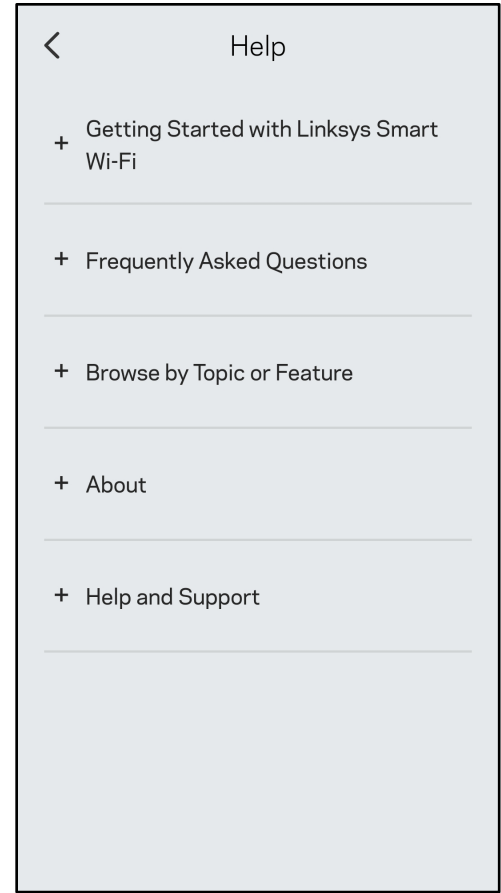 Help
Getting Started with Linksys Smart
Wi-Fi
Frequently Asked Questions
Browse by Topic or Feature
About
Help and Support